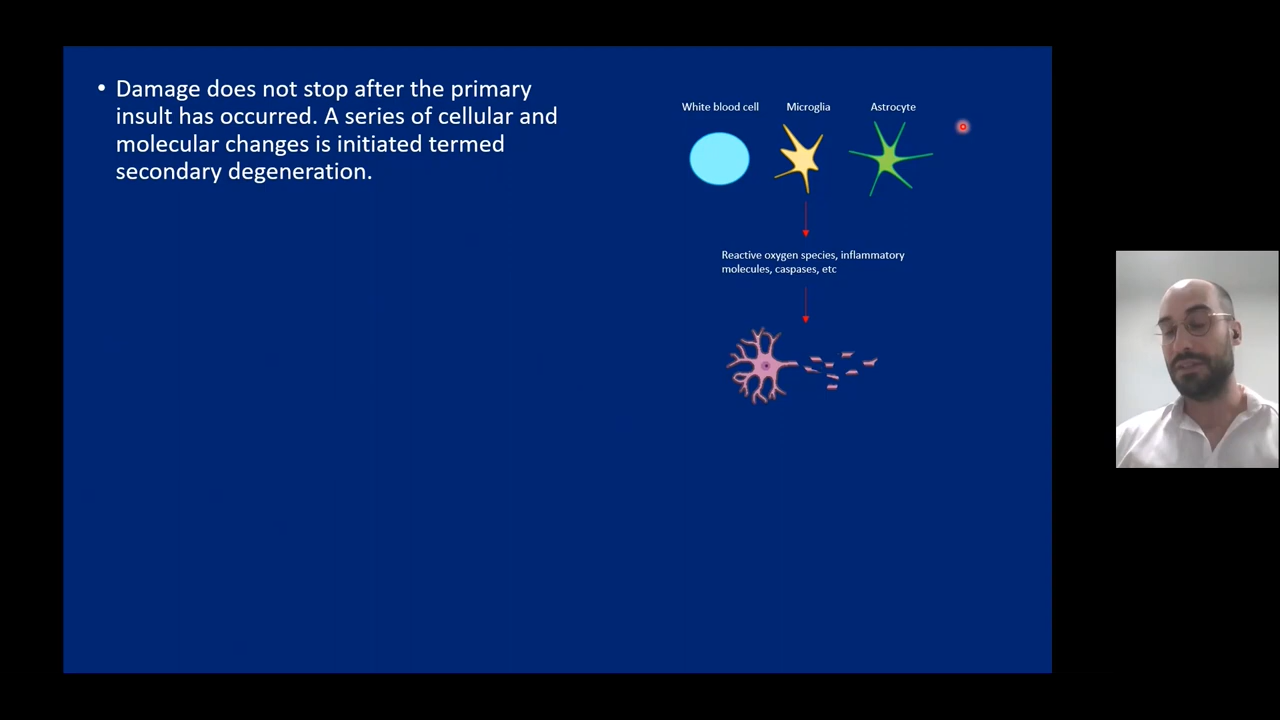 • Damage does not stop after the primary
insult has occurred. A series of cellular and
molecular changes is initiated termed
secondary degeneration.
White blood cell
Microglia
Astrocyte
Reactive oxygen species, inflammatory
molecules, caspases, etc